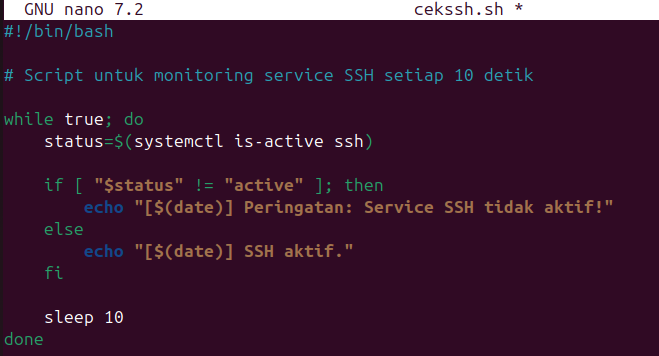 GNU nano 7.2 cekssh.sh *
#!/bin/bash
# Script untuk monitoring service SSH setiap 10 detik
while true; do
    status=$(systemctl is-active ssh)
    if [ "$status" != "active" ]; then
        echo "[$(date)] Peringatan: Service SSH tidak aktif!"
    else
        echo "[$(date)] SSH aktif."
    fi
    sleep 10
done